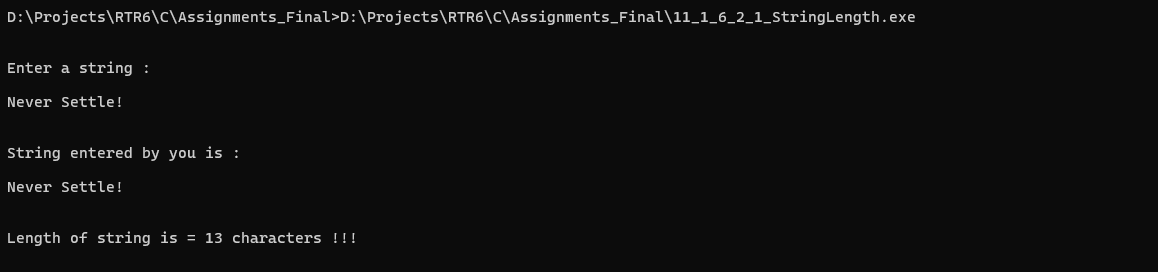 D:\Projects\RTR6\C\Assignments_Final>D:\Projects\RTR6\C\Assignments_Final\11_1_6_2_1_StringLength.exe
Enter a string :
Never Settle!
String entered by you is :
Never Settle!
Length of string is = 13 characters !!!